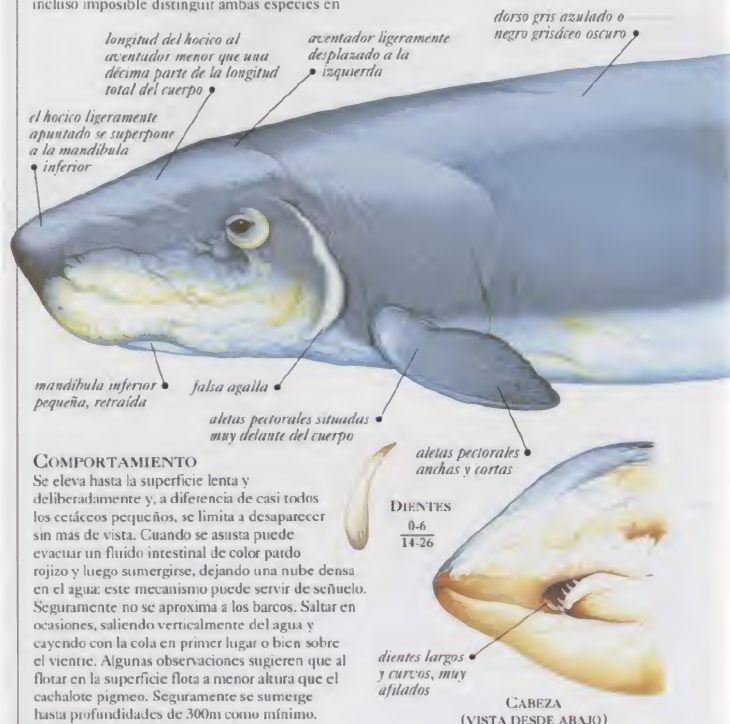 incluso imposible distinguir ambas especies en
dorso gris azulado o
negro grisáceo oscuro
longitud del hocico al
aventador menor que una
décima parte de la longitud
total del cuerpo
aventador ligeramente
desplazado a la
izquierda
el hocico ligeramente
apuntado se superpone
a la mandíbula
inferior
mandíbula inferior
pequeña, retraída
falsa agalla
aletas pectorales situadas
muy delante del cuerpo
aletas pectorales
anchas y cortas
COMPORTAMIENTO
Se eleva hasta la superficie lenta y
deliberadamente y, a diferencia de casi todos
los cetáceos pequeños, se limita a desaparecer
sin más de vista. Cuando se asusta puede
evacuar un fluido intestinal de color pardo
rojizo y luego sumergirse, dejando una nube densa
en el agua; este mecanismo puede servir de señuelo.
Seguramente no se aproxima a los barcos. Saltar en
ocasiones, saliendo verticalmente del agua y
cayendo con la cola en primer lugar o bien sobre
el vientre. Algunas observaciones sugieren que al
flotar en la superficie flota a menor altura que el
cachalote pigmeo. Seguramente se sumerge
hasta profundidades de 300m como mínimo.
DIENTES
0-6
14-26
dientes largos
y curvos, muy
afilados
CABEZA
(VISTA DESDE ABAJO)